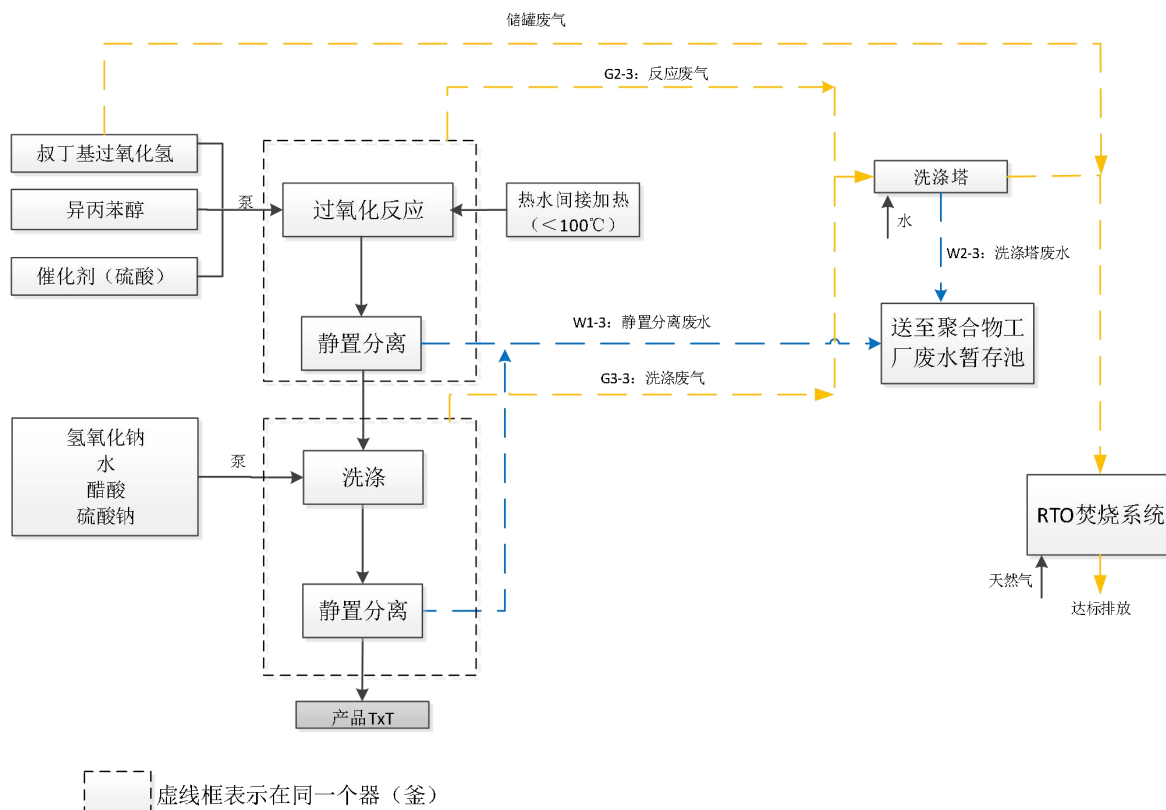 储罐废气
G2-3：反应废气
叔丁基过氧化氢
异丙苯醇
泵
过氧化反应
热水间接加热
（＜100℃）
洗涤塔
水
催化剂（硫酸）
W2-3：洗涤塔废水
静置分离
W1-3：静置分离废水
送至聚合物工
厂废水暂存池
G3-3：洗涤废气
氢氧化钠
水
醋酸
硫酸钠
泵
洗涤
RTO焚烧系统
天然气
静置分离
达标排放
产品TxT
虚线框表示在同一个器（釜）